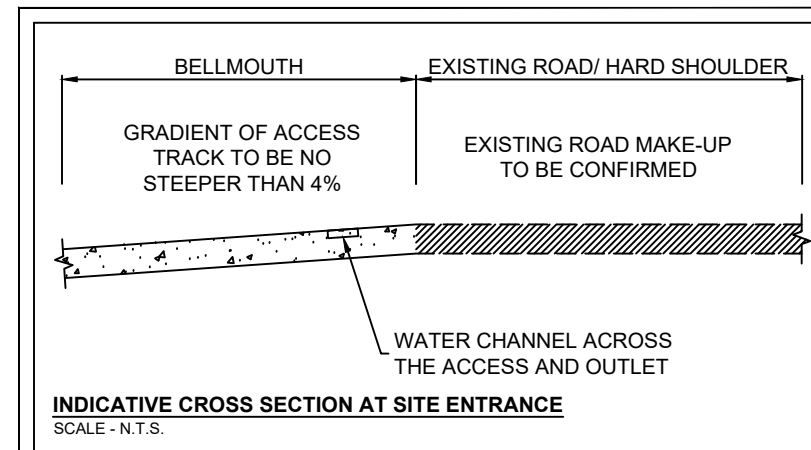 BELLMOUTH
EXISTING ROAD/ HARD SHOULDER
GRADIENT OF ACCESS
TRACK TO BE NO
STEEPER THAN 4%
EXISTING ROAD MAKE-UP
TO BE CONFIRMED
WATER CHANNEL ACROSS
THE ACCESS AND OUTLET
INDICATIVE CROSS SECTION AT SITE ENTRANCE
SCALE - N.T.S.